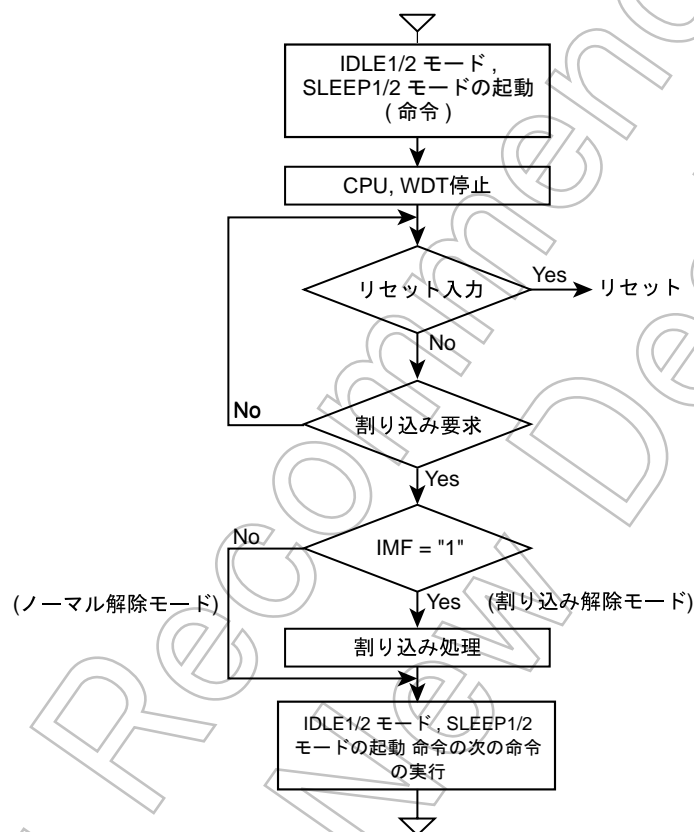 IDLE1/2 モード ,
SLEEP1/2 モードの起動
( 命令 )
CPU, WDT停止
リセット入力
Yes
リセット
No
No
割り込み要求
Yes
No
IMF = "1"
(ノーマル解除モード)
Yes
(割り込み解除モード)
割り込み処理
IDLE1/2 モード , SLEEP1/2
モードの起動 命令の次の命令
の実行